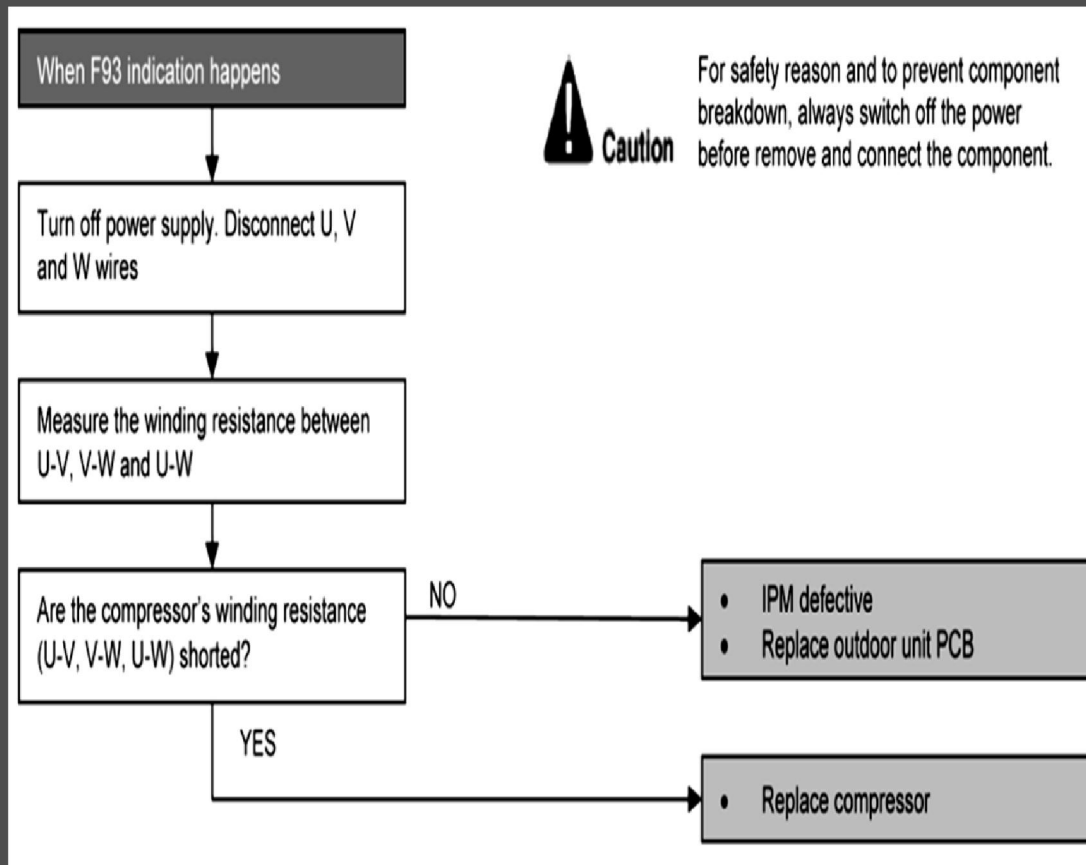 When F93 indication happens
Caution
For safety reason and to prevent component
breakdown, always switch off the power
before remove and connect the component.
Turn off power supply. Disconnect U, V
and W wires
Measure the winding resistance between
U-V, V-W and U-W
Are the compressor's winding resistance
(U-V, V-W, U-W) shorted?
NO
• IPM defective
• Replace outdoor unit PCB
YES
• Replace compressor